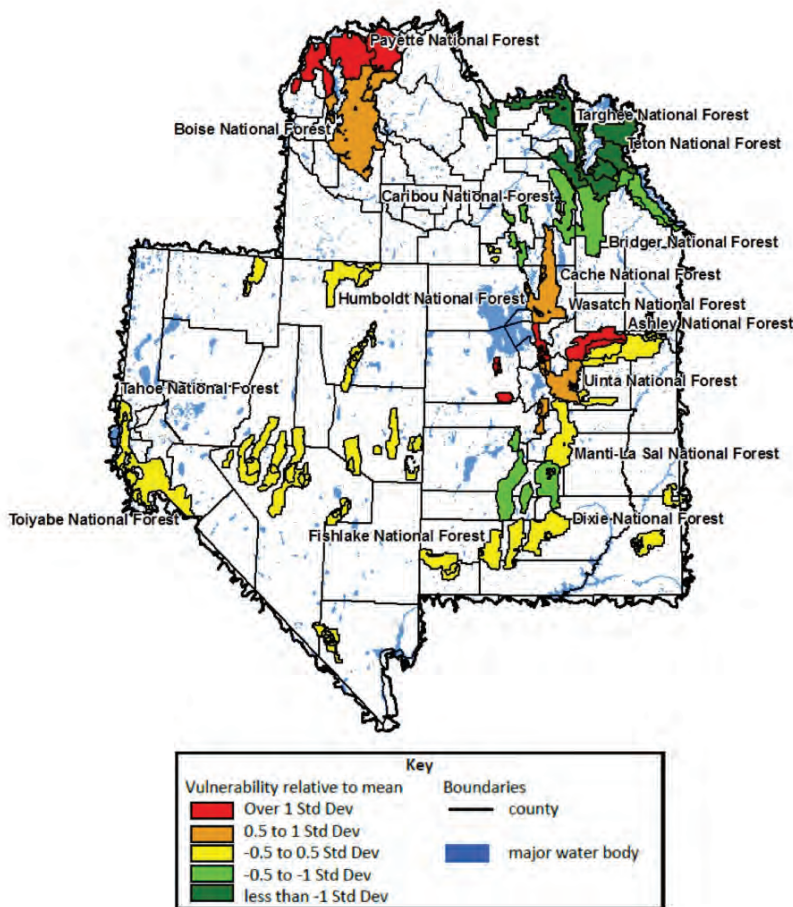 Payette National Forest
Targhee National Forest
Boise National Forest
Teton National Forest
Caribou National Forest
Bridger National Forest
Cache National Forest
Humboldt National Forest
Wasatch National Forest
Ashley National Forest
Tahoe National Forest
Uinta National Forest
Manti-La Sal National Forest
Toiyabe National Forest
Dixie National Forest
Fishlake National Forest
Key
Vulnerability relative to mean
Over 1 Std Dev
0.5 to 1 Std Dev
-0.5 to 0.5 Std Dev
-0.5 to -1 Std Dev
less than -1 Std Dev
Boundaries
county
major water body